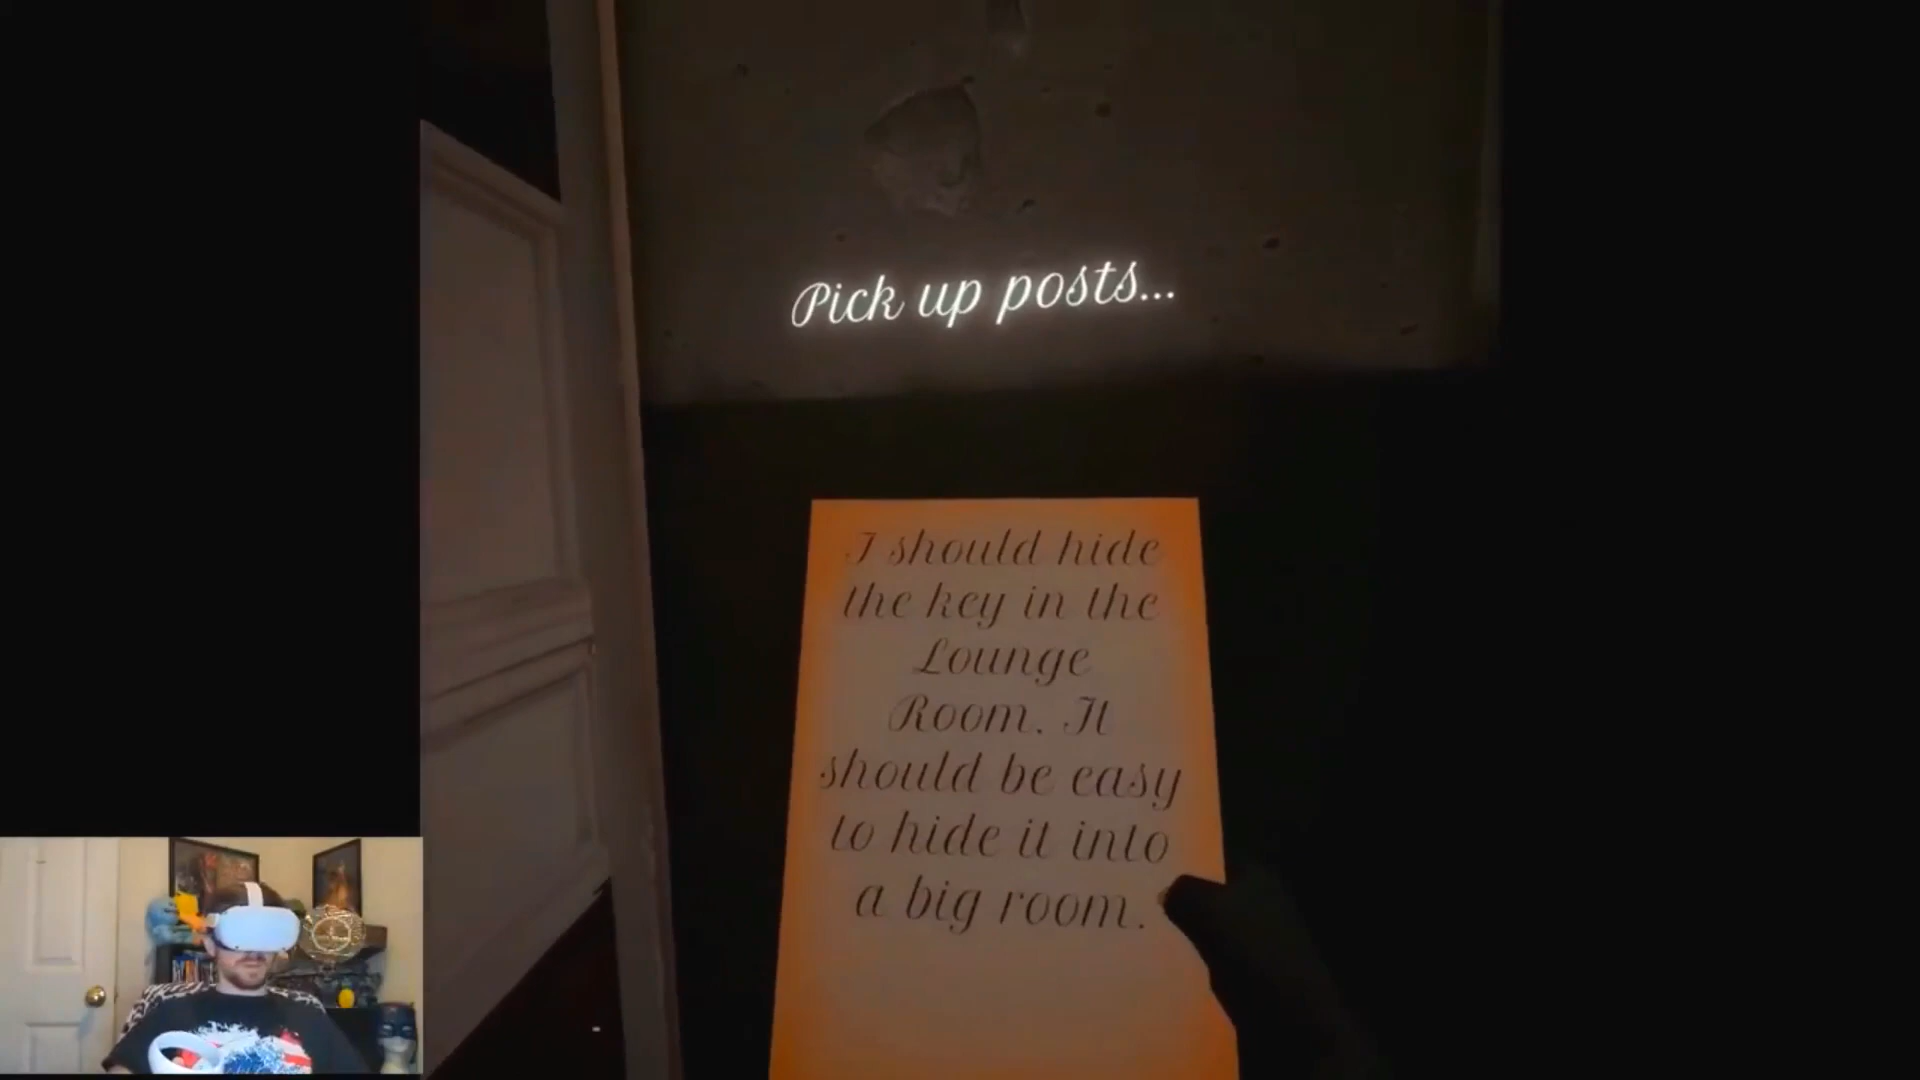 Pick up posts...
I should hide
the key in the
Lounge
Room. It
should be easy
to hide it into
a big room.